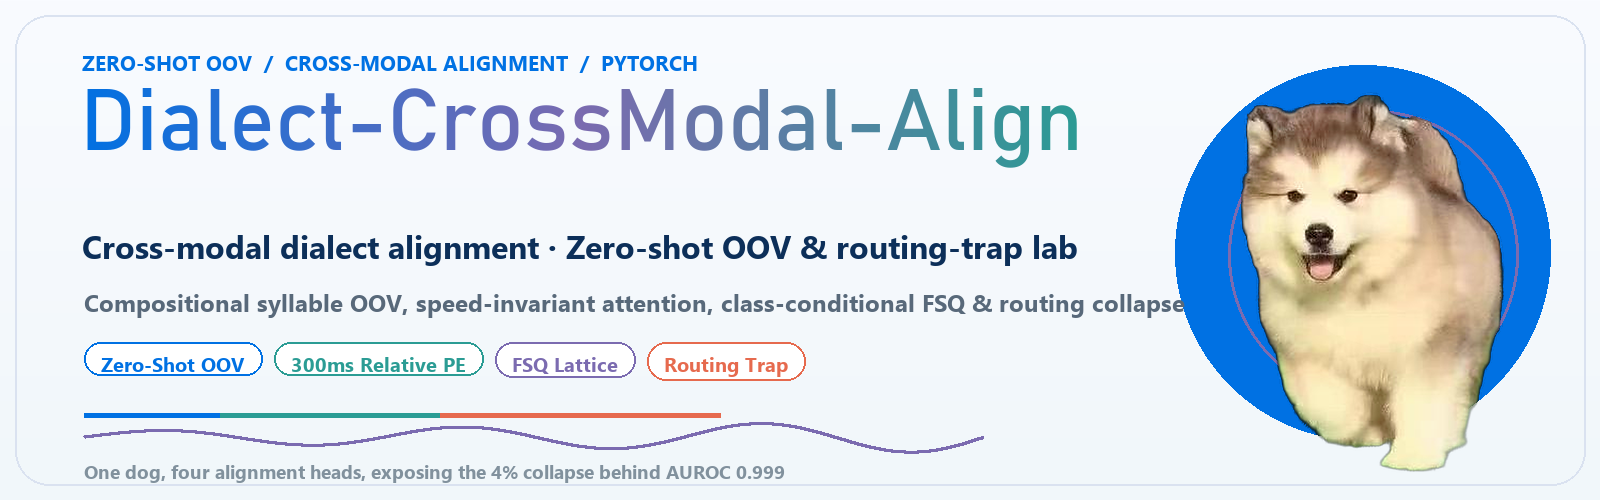 ZERO-SHOT OOV / CROSS-MODAL ALIGNMENT / PYTORCH
Dialect-CrossModal-Align
Cross-modal dialect alignment · Zero-shot OOV & routing-trap lab
Compositional syllable OOV, speed-invariant attention, class-conditional FSQ & routing collapse
Zero-Shot OOV 300ms Relative PE FSQ Lattice Routing Trap
One dog, four alignment heads, exposing the 4% collapse behind AUROC 0.999